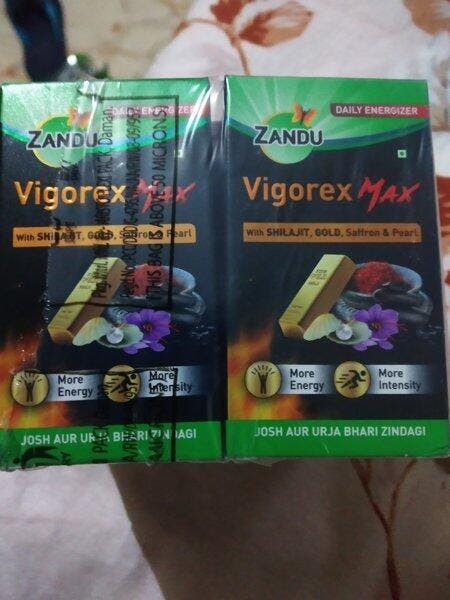 DAILY ENERGIZER
ZANDU
Vigorex MAX
With SHILAJIT, GOLD, Saffron & Pearl
More Energy
More Intensity
JOSH AUR URJA BHARI ZINDAGI
THIS BAG IS ABOVE 50 MICRONS
DAILY ENERGIZER
ZANDU
Vigorex MAX
With SHILAJIT, GOLD, Saffron & Pearl
More Energy
More Intensity
JOSH AUR URJA BHARI ZINDAGI